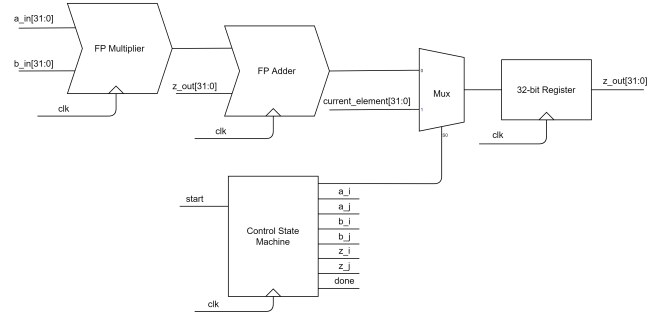 a_in[31:0]
b_in[31:0]
FP Multiplier
clk
z_out[31:0]
FP Adder
clk
current_element[31:0]
0
1
Mux
S0
32-bit Register
clk
z_out[31:0]
start
Control State
Machine
clk
a_i
a_j
b_i
b_j
z_i
z_j
done